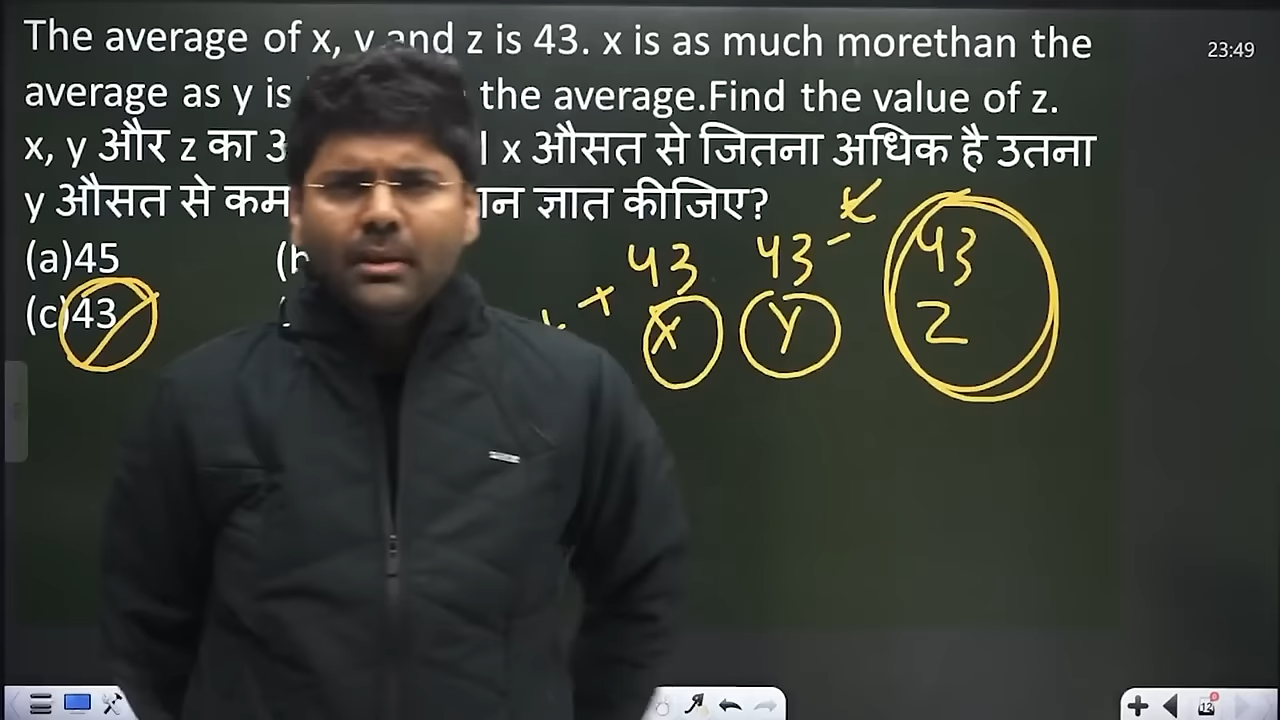 The average of x, y and z is 43. x is as much morethan the
23:49
average as y is the average.Find the value of z.
x, y और z का x औसत से जितना अधिक है उतना
y औसत से कम ज्ञात कीजिए?
(a)45
(c)43
43 43 - k 43
+ x y z
12